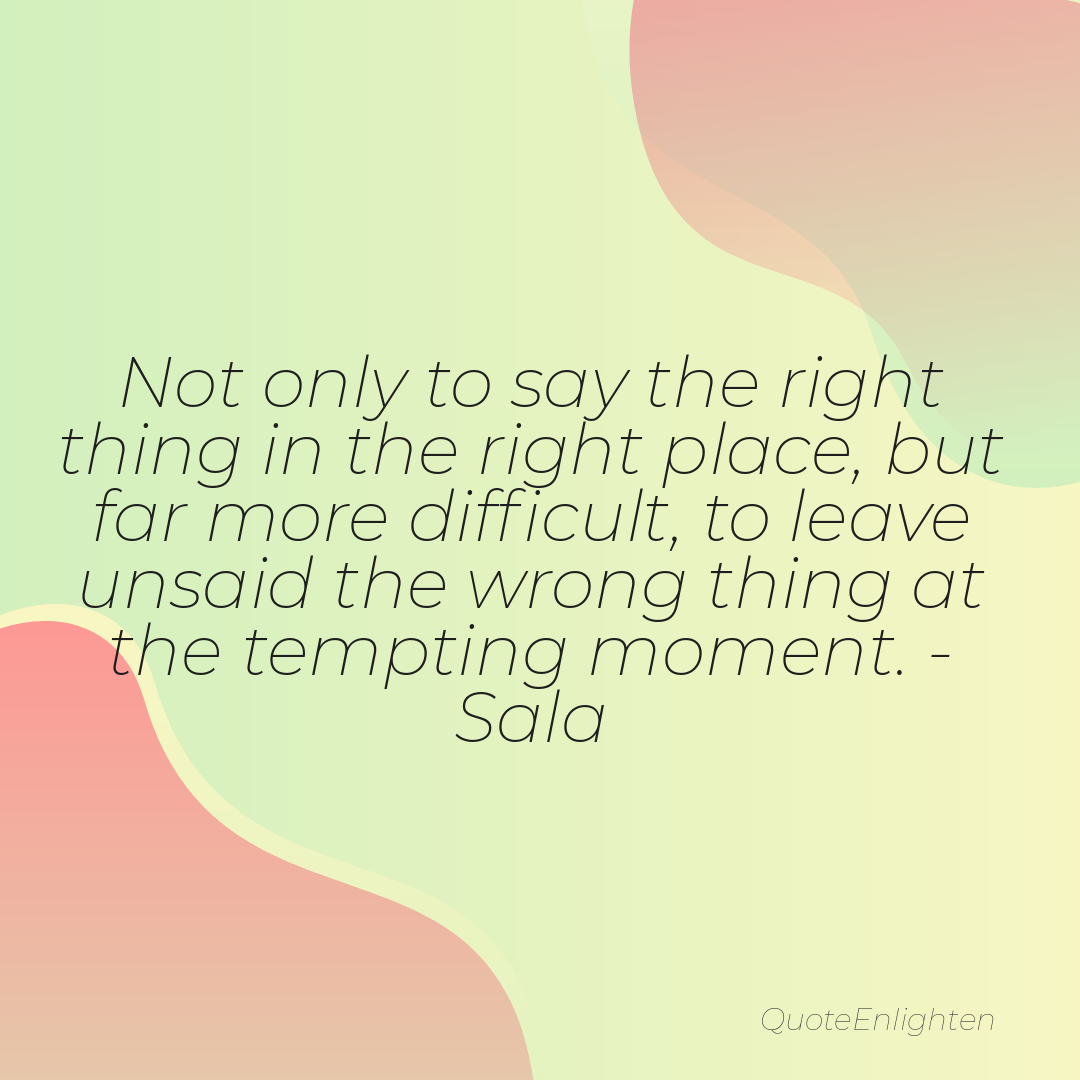 Not only to say the right
thing in the right place, but
far more difficult, to leave
unsaid the wrong thing at
the tempting moment. -
Sala
QuoteEnlighten